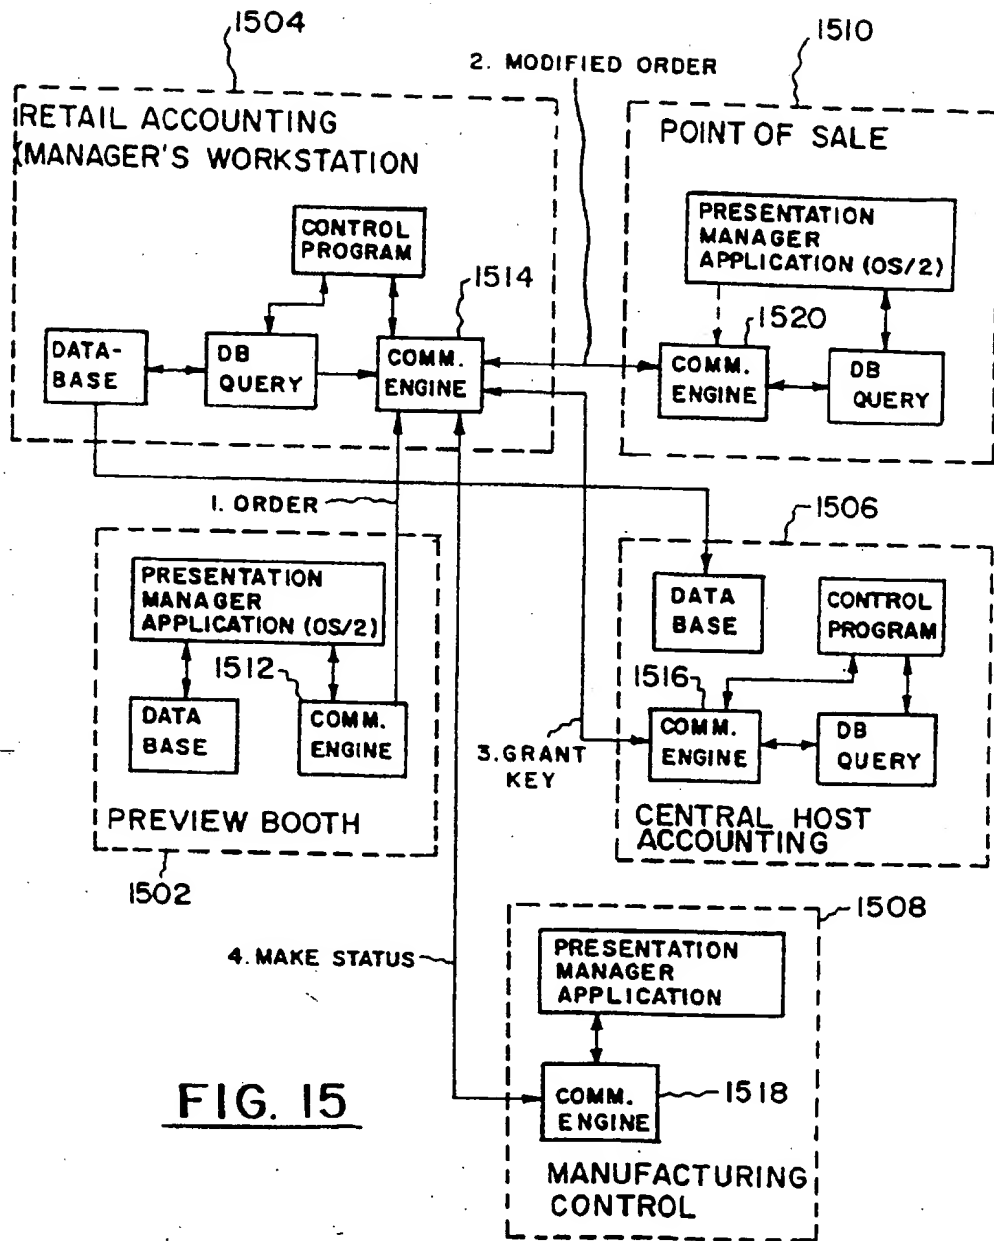 1504
1510
2. MODIFIED ORDER
RETAIL ACCOUNTING
(MANAGER'S WORKSTATION
CONTROL
PROGRAM
1514
DATA-
BASE
DB
QUERY
COMM.
ENGINE
POINT OF SALE
PRESENTATION
MANAGER
APPLICATION (OS/2)
1520
COMM.
ENGINE
DB
QUERY
1. ORDER
1506
PRESENTATION
MANAGER
APPLICATION (OS/2)
1512
DATA
BASE
COMM.
ENGINE
PREVIEW BOOTH
1502
DATA
BASE
CONTROL
PROGRAM
1516
COMM.
ENGINE
DB
QUERY
3. GRANT
KEY
CENTRAL HOST
ACCOUNTING
1508
4. MAKE STATUS
PRESENTATION
MANAGER
APPLICATION
COMM.
ENGINE
1518
MANUFACTURING
CONTROL
FIG. 15